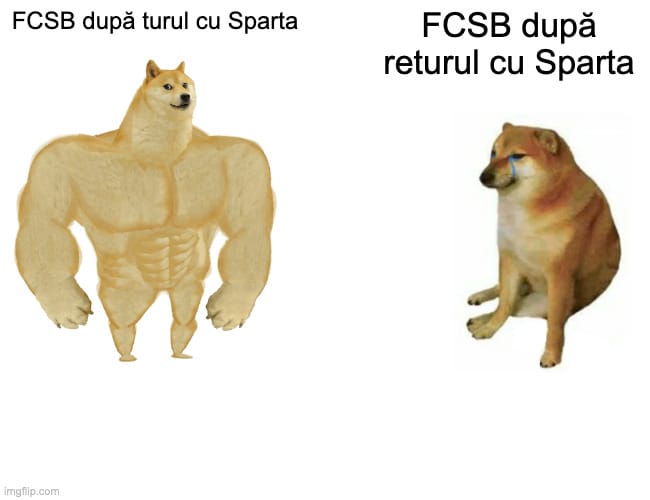 FCSB după turul cu Sparta
FCSB după
returul cu Sparta
imgflip.com